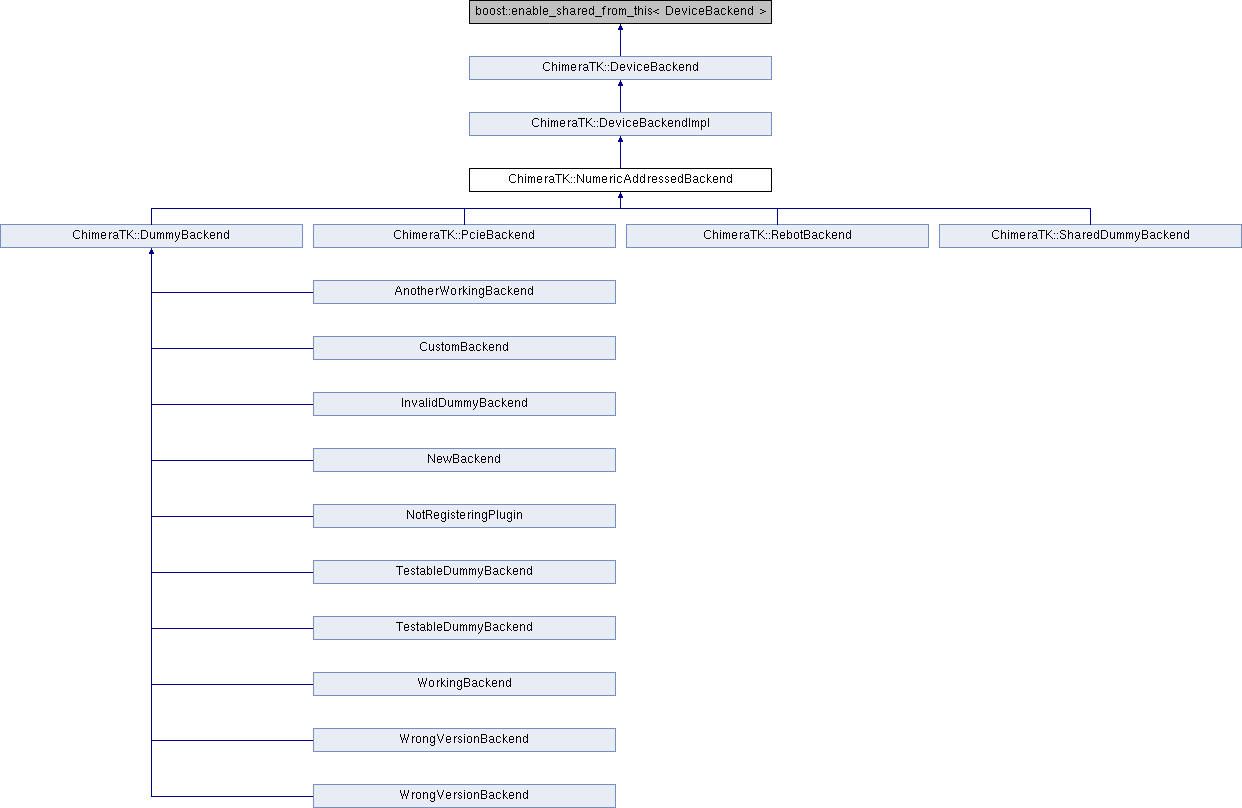 boost::enable_shared_from_this< DeviceBackend >
ChimeraTK::DeviceBackend
ChimeraTK::DeviceBackendImpl
ChimeraTK::NumericAddressedBackend
ChimeraTK::DummyBackend
ChimeraTK::PcieBackend
ChimeraTK::RebotBackend
ChimeraTK::SharedDummyBackend
AnotherWorkingBackend
CustomBackend
InvalidDummyBackend
NewBackend
NotRegisteringPlugin
TestableDummyBackend
TestableDummyBackend
WorkingBackend
WrongVersionBackend
WrongVersionBackend